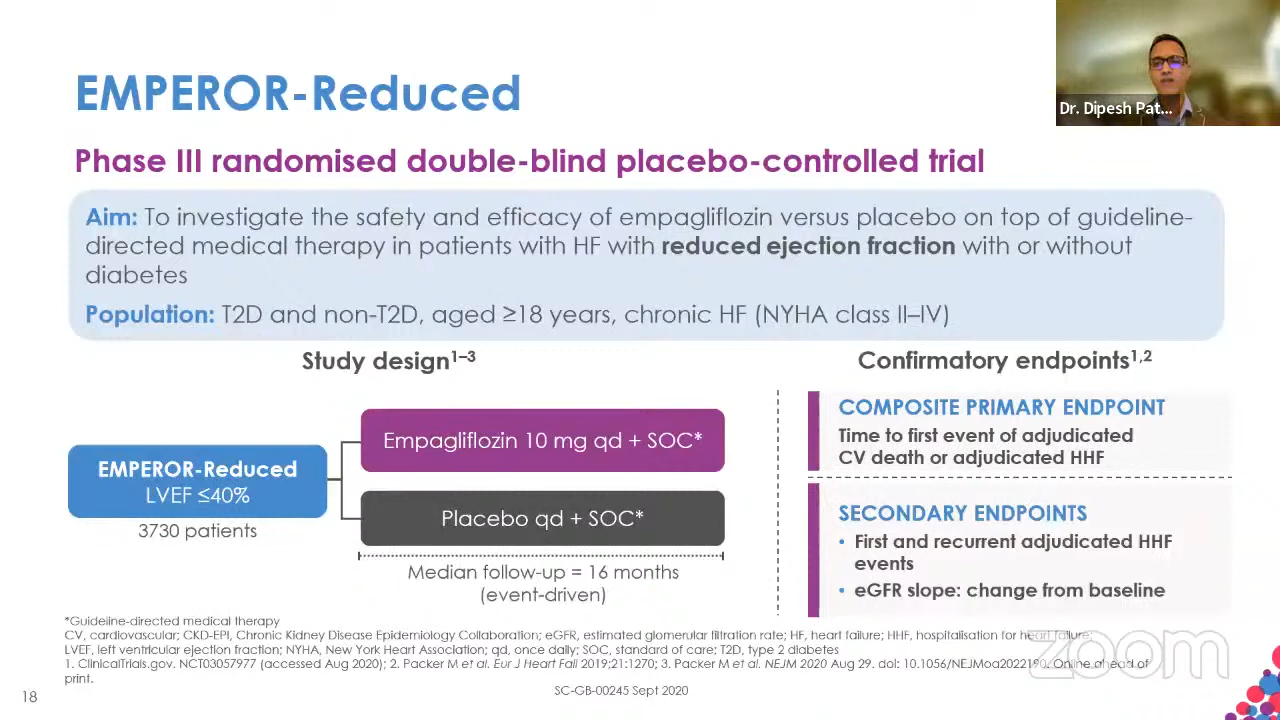 EMPEROR-Reduced
Dr. Dipesh Pat...
Phase III randomised double-blind placebo-controlled trial
Aim: To investigate the safety and efficacy of empagliflozin versus placebo on top of guideline-
directed medical therapy in patients with HF with reduced ejection fraction with or without
diabetes
Population: T2D and non-T2D, aged ≥18 years, chronic HF (NYHA class II–IV)
Study design1–3
EMPEROR-Reduced
LVEF ≤40%
3730 patients
Empagliflozin 10 mg qd + SOC*
Placebo qd + SOC*
Median follow-up = 16 months
(event-driven)
Confirmatory endpoints1,2
COMPOSITE PRIMARY ENDPOINT
Time to first event of adjudicated
CV death or adjudicated HHF
SECONDARY ENDPOINTS
• First and recurrent adjudicated HHF
events
• eGFR slope: change from baseline
*Guideline-directed medical therapy
CV, cardiovascular; CKD-EPI, Chronic Kidney Disease Epidemiology Collaboration; eGFR, estimated glomerular filtration rate; HF, heart failure; HHF, hospitalisation for heart failure;
LVEF, left ventricular ejection fraction; NYHA, New York Heart Association; qd, once daily; SOC, standard of care; T2D, type 2 diabetes
1. ClinicalTrials.gov. NCT03057977 (accessed Aug 2020); 2. Packer M et al. Eur J Heart Fail 2019;21:1270; 3. Packer M et al. NEJM 2020 Aug 29. doi: 10.1056/NEJMoa2022190. Online ahead of
print.
18
SC-GB-00245 Sept 2020
zoom